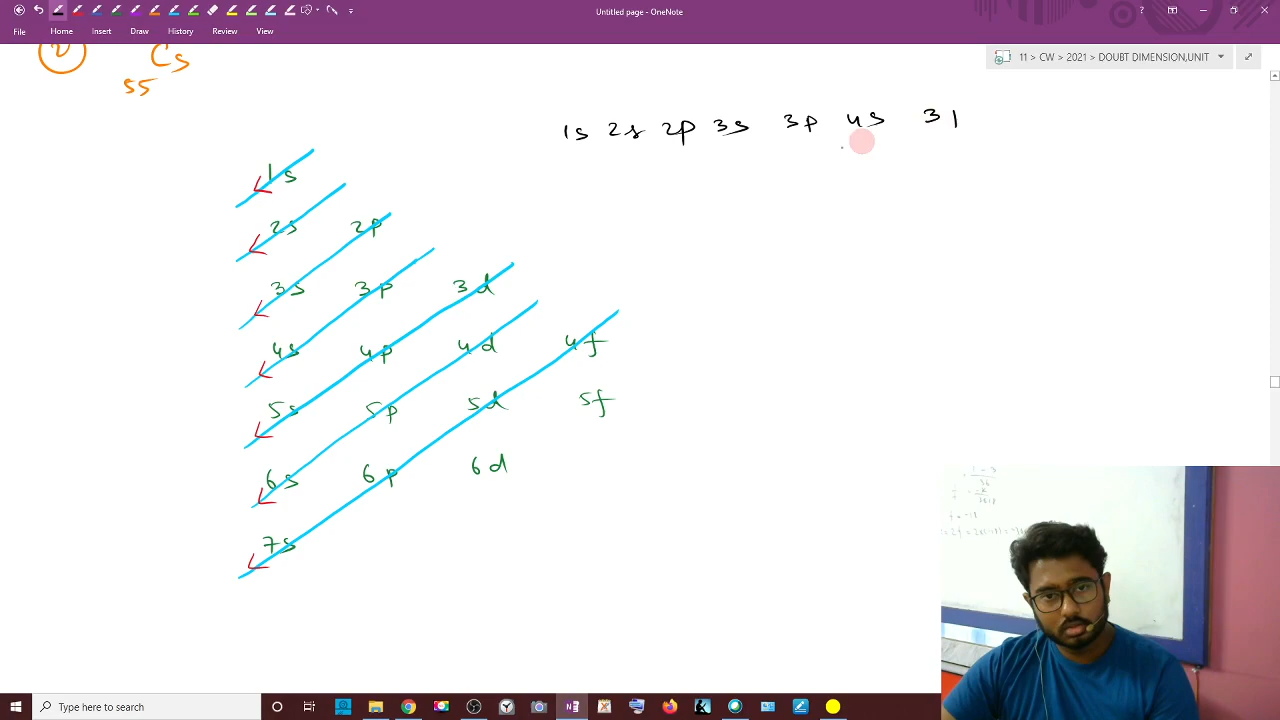 Untitled page - OneNote
File Home Insert Draw History Review View
11 > CW > 2021 > DOUBT DIMENSION,UNIT
2 Cs
55
1s 2s 2p 3s 3p 4s 3
1s
2s 2p
3s 3p 3d
4s 4p 4d 4f
5s 5p 5d 5f
6s 6p 6d
7s
Type here to search